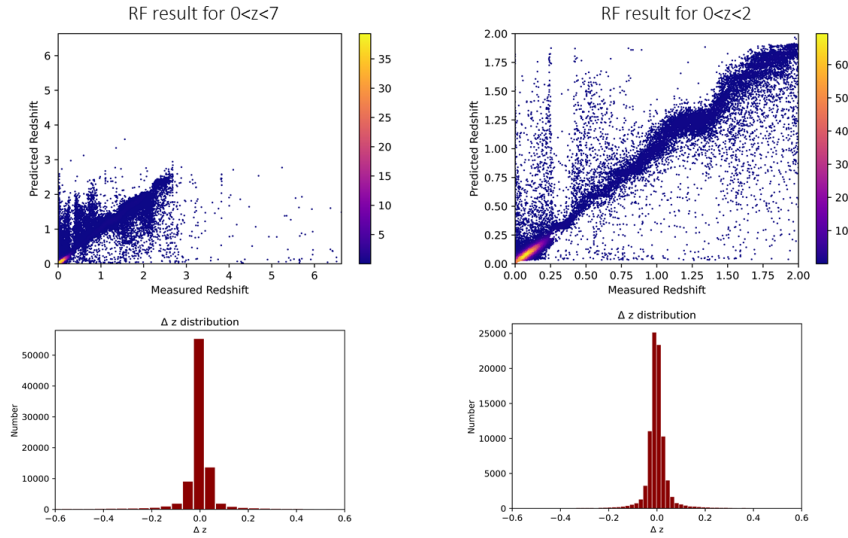 RF result for 0<z<7
RF result for 0<z<2
Predicted Redshift
6
5
4
3
2
1
0
0 1 2 3 4 5 6
Measured Redshift
35
30
25
20
15
10
5
Predicted Redshift
2.00
1.75
1.50
1.25
1.00
0.75
0.50
0.25
0.00
0.00 0.25 0.50 0.75 1.00 1.25 1.50 1.75 2.00
Measured Redshift
60
50
40
30
20
10
Δ z distribution
Number
50000
40000
30000
20000
10000
0
−0.6 −0.4 −0.2 0.0 0.2 0.4 0.6
Δ z
Δ z distribution
Number
25000
20000
15000
10000
5000
0
−0.6 −0.4 −0.2 0.0 0.2 0.4 0.6
Δ z